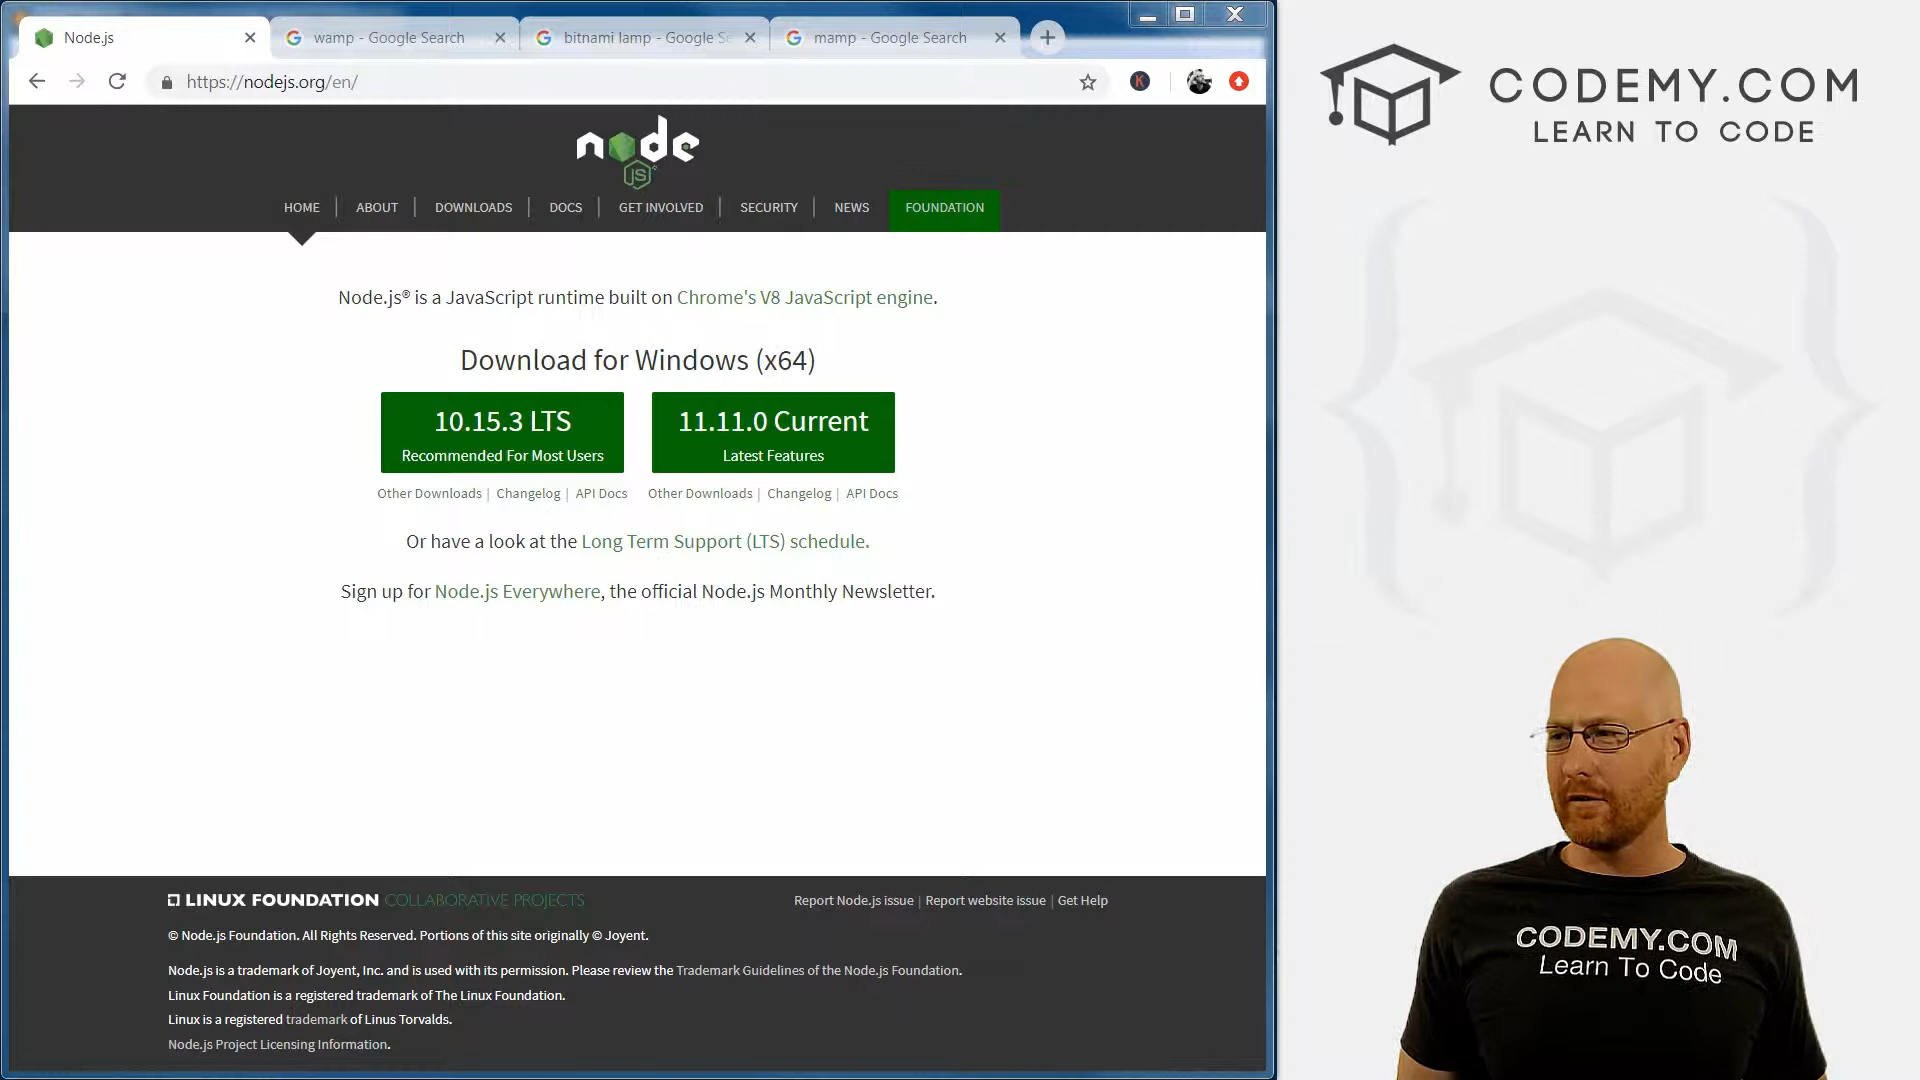 Node.js
wamp - Google Search
bitnami lamp - Google Se
mamp - Google Search
https://nodejs.org/en/
K
node
JS
HOME
ABOUT
DOWNLOADS
DOCS
GET INVOLVED
SECURITY
NEWS
FOUNDATION
Node.js® is a JavaScript runtime built on Chrome's V8 JavaScript engine.
Download for Windows (x64)
10.15.3 LTS
Recommended For Most Users
11.11.0 Current
Latest Features
Other Downloads | Changelog | API Docs
Other Downloads | Changelog | API Docs
Or have a look at the Long Term Support (LTS) schedule.
Sign up for Node.js Everywhere, the official Node.js Monthly Newsletter.
LINUX FOUNDATION COLLABORATIVE PROJECTS
Report Node.js issue | Report website issue | Get Help
© Node.js Foundation. All Rights Reserved. Portions of this site originally © Joyent.
Node.js is a trademark of Joyent, Inc. and is used with its permission. Please review the Trademark Guidelines of the Node.js Foundation.
Linux Foundation is a registered trademark of The Linux Foundation.
Linux is a registered trademark of Linus Torvalds.
Node.js Project Licensing Information.
CODEMY.COM
LEARN TO CODE
CODEMY.COM
Learn To Code